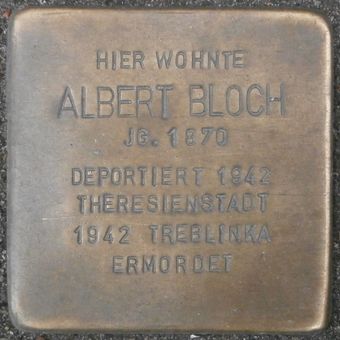 HIER WOHNTE
ALBERT BLOCH
JG. 1870
DEPORTIERT 1942
THERESIENSTADT
1942 TREBLINKA
ERMORDET